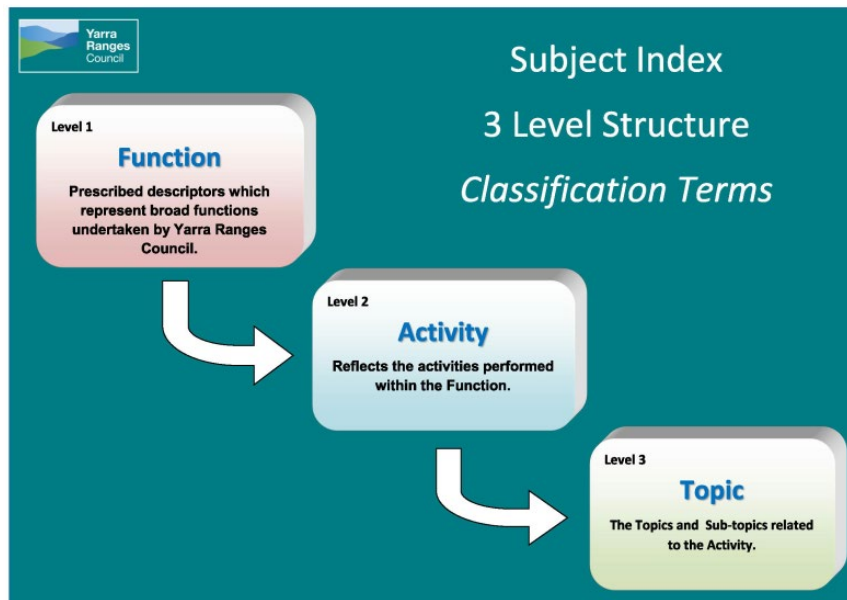 Yarra
Ranges
Council
Subject Index
3 Level Structure
Classification Terms
Level 1
Function
Prescribed descriptors which
represent broad functions
undertaken by Yarra Ranges
Council.
Level 2
Activity
Reflects the activities performed
within the Function.
Level 3
Topic
The Topics and Sub-topics related
to the Activity.